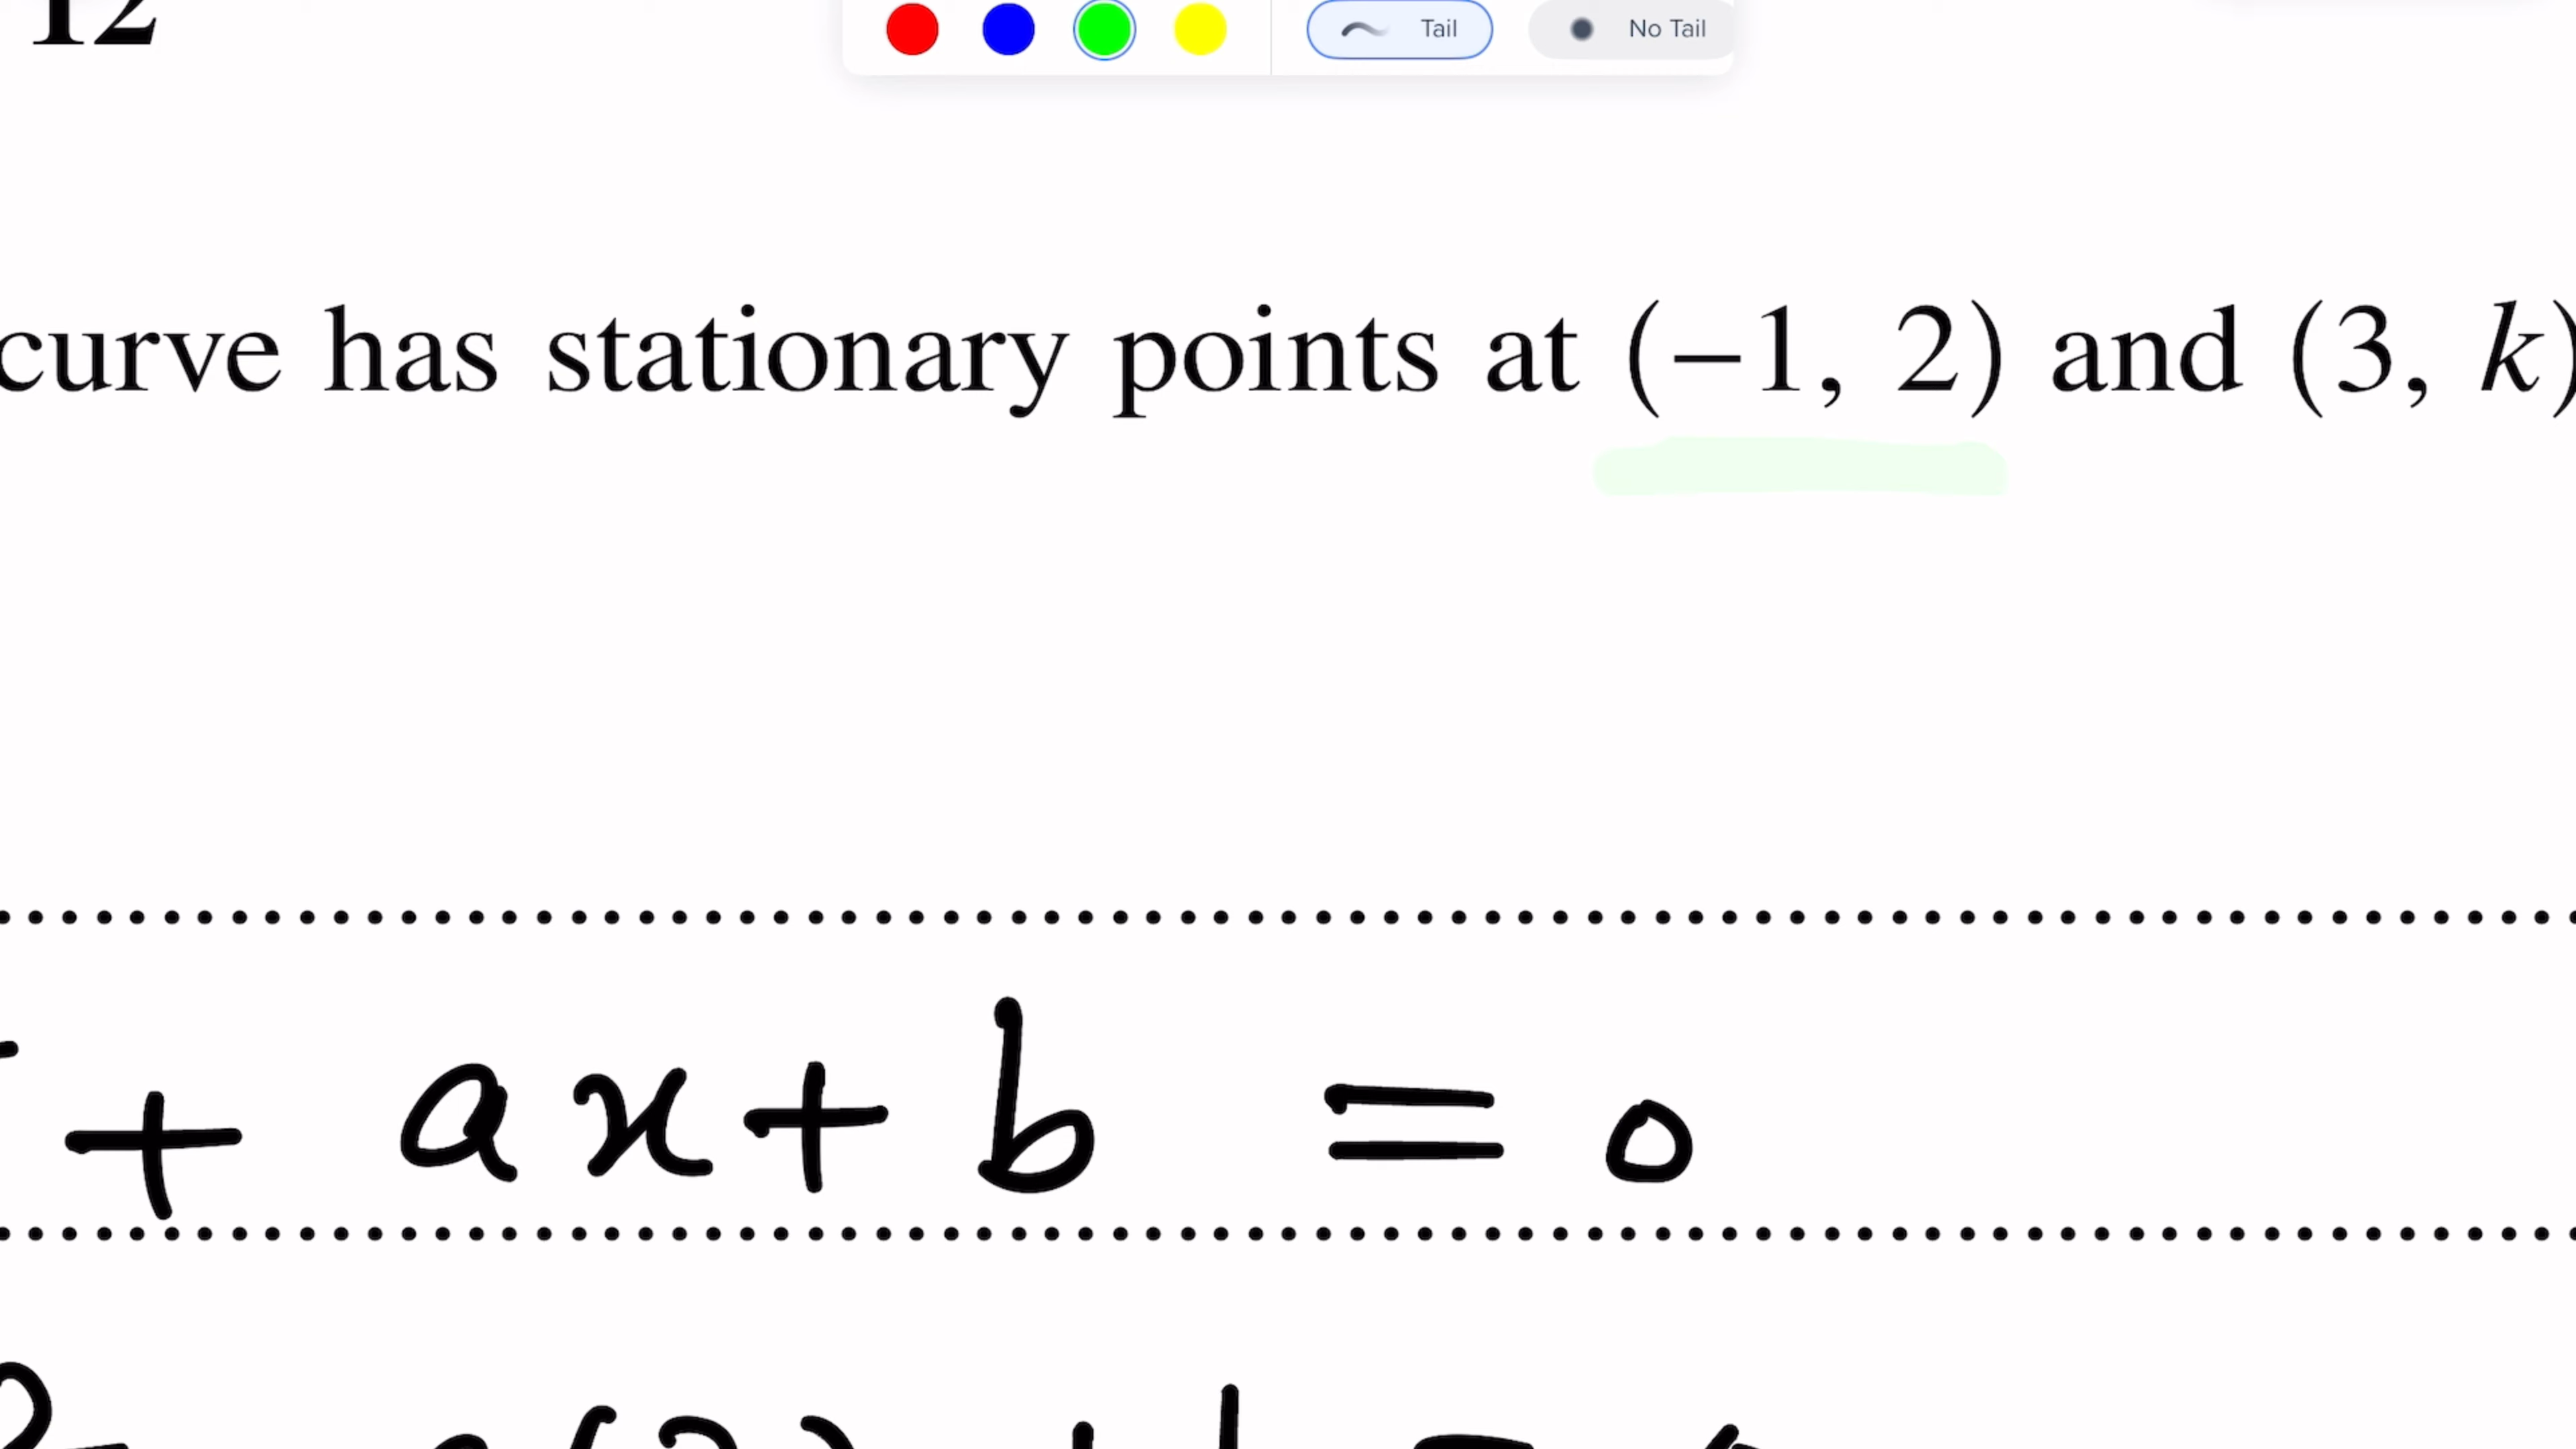 12
Tail No Tail
curve has stationary points at (−1, 2) and (3, k)
+ ax + b = 0